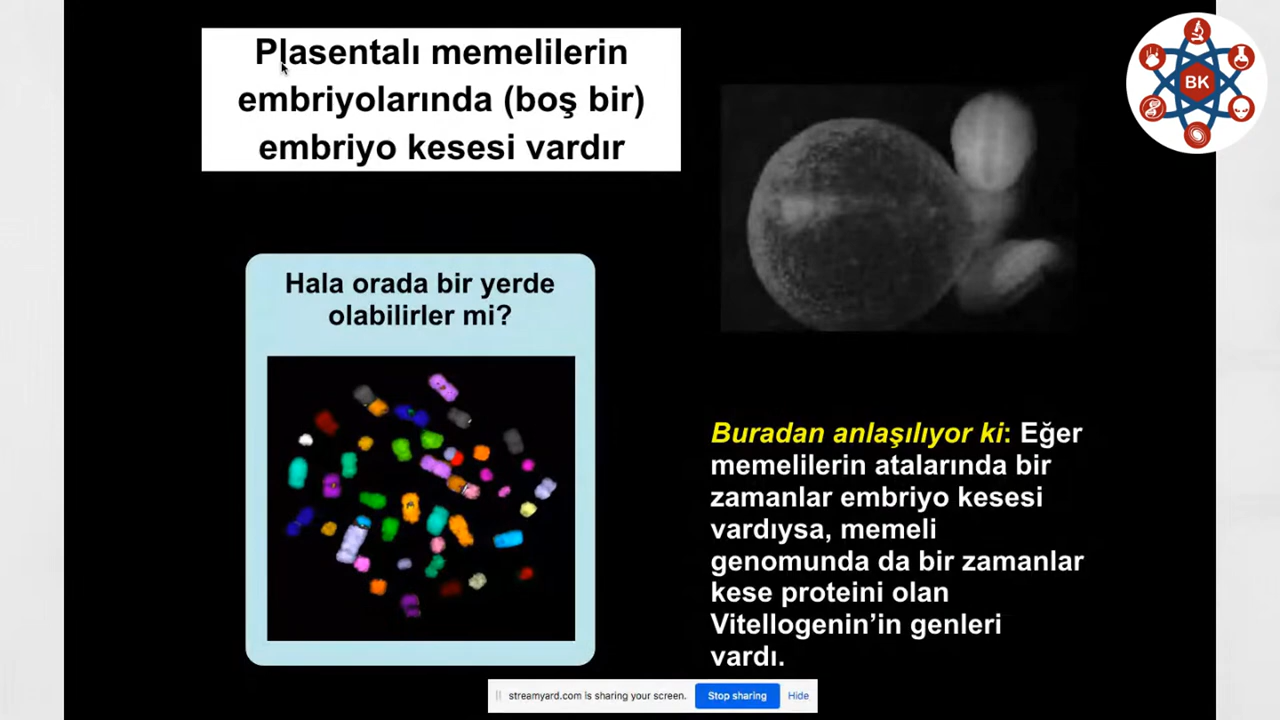 Plasentalı memelilerin
embriyolarında (boş bir)
embriyo kesesi vardır
BK
Hala orada bir yerde
olabilirler mi?
Buradan anlaşılıyor ki: Eğer
memelilerin atalarında bir
zamanlar embriyo kesesi
vardıysa, memeli
genomunda da bir zamanlar
kese proteini olan
Vitellogenin’in genleri
vardı.
streamyard.com is sharing your screen.
Stop sharing
Hide